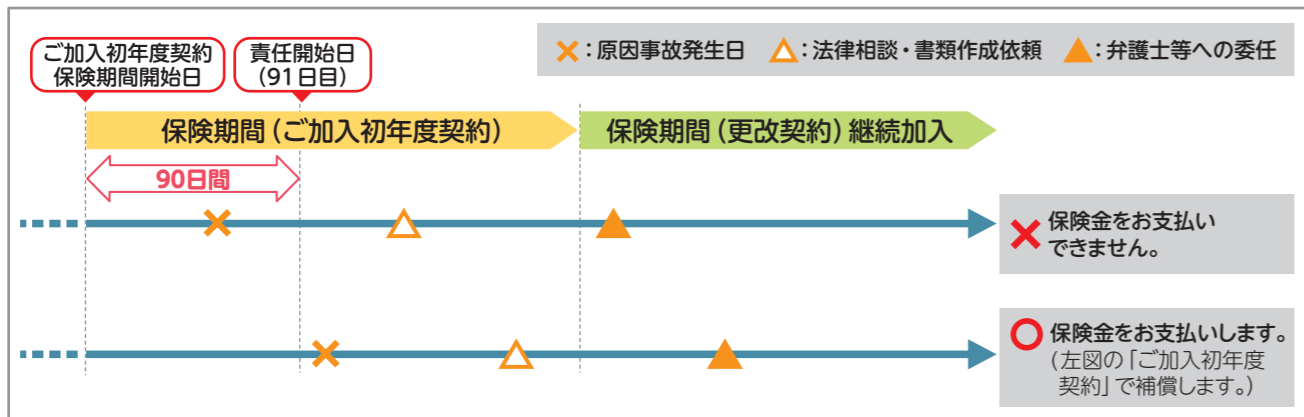 ご加入初年度契約
保険期間開始日
責任開始日
(91日目)
×:原因事故発生日 △:法律相談・書類作成依頼 ▲:弁護士等への委任
保険期間(ご加入初年度契約)
保険期間(更改契約)継続加入
90日間
×保険金をお支払い
できません。
○保険金をお支払いします。
(左図の「ご加入初年度
契約」で補償します。)